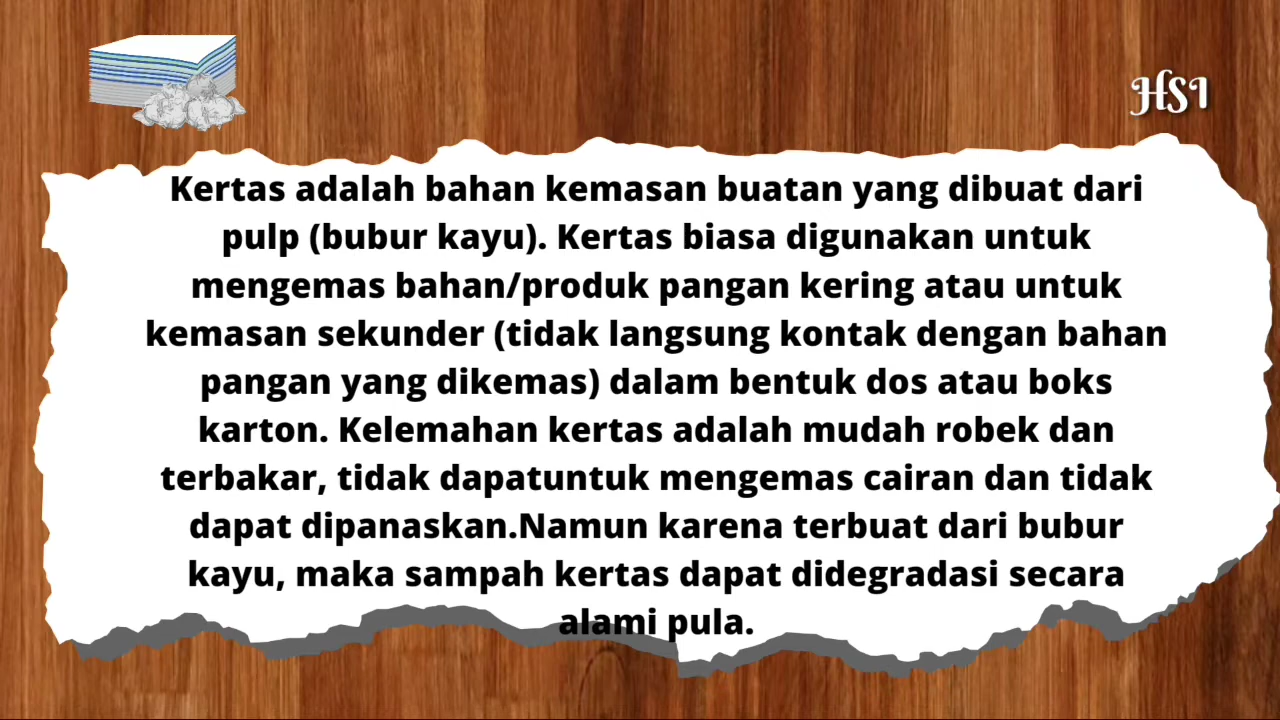 HSI
Kertas adalah bahan kemasan buatan yang dibuat dari
pulp (bubur kayu). Kertas biasa digunakan untuk
mengemas bahan/produk pangan kering atau untuk
kemasan sekunder (tidak langsung kontak dengan bahan
pangan yang dikemas) dalam bentuk dos atau boks
karton. Kelemahan kertas adalah mudah robek dan
terbakar, tidak dapatuntuk mengemas cairan dan tidak
dapat dipanaskan.Namun karena terbuat dari bubur
kayu, maka sampah kertas dapat didegradasi secara
alami pula.